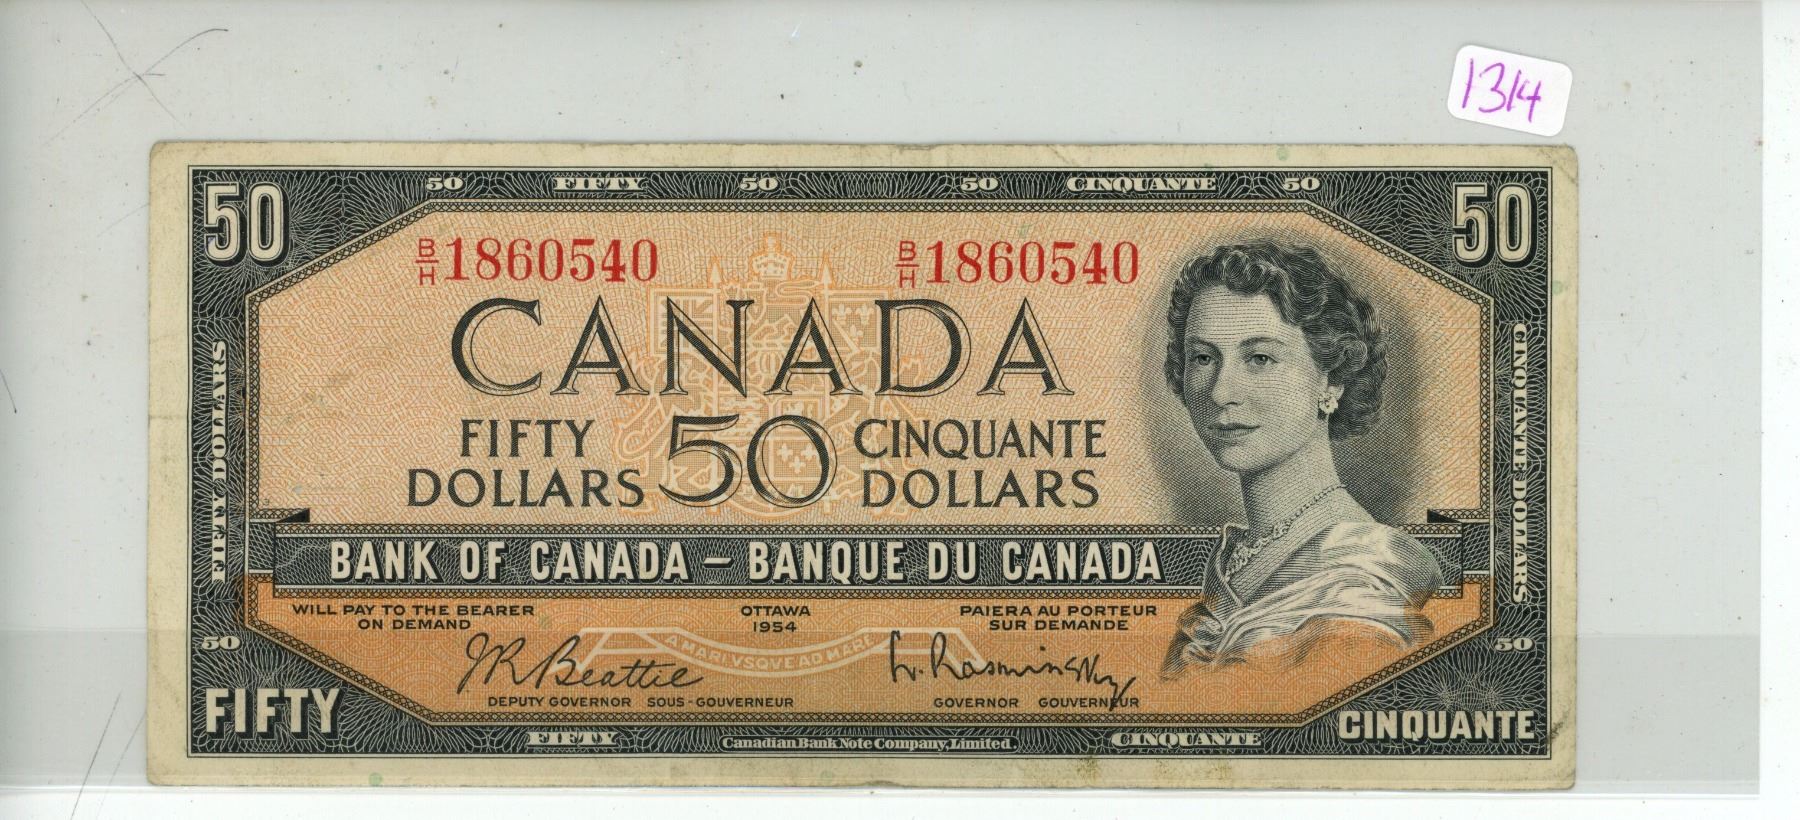 1314
50 FIFTY 50 50 CINQUANTE 50
50 50
B/H 1860540 B/H 1860540
CANADA
FIFTY DOLLARS 50 CINQUANTE DOLLARS
FIFTY DOLLARS
CINQUANTE DOLLARS
BANK OF CANADA – BANQUE DU CANADA
WILL PAY TO THE BEARER
ON DEMAND
OTTAWA
1954
PAIERA AU PORTEUR
SUR DEMANDE
A MARI VSQVE AD MARE
J.R. Beattie
L. Rasminsky
DEPUTY GOVERNOR SOUS-GOUVERNEUR
GOVERNOR GOUVERNEUR
50 50
FIFTY CINQUANTE
FIFTY Canadian Bank Note Company, Limited. CINQUANTE